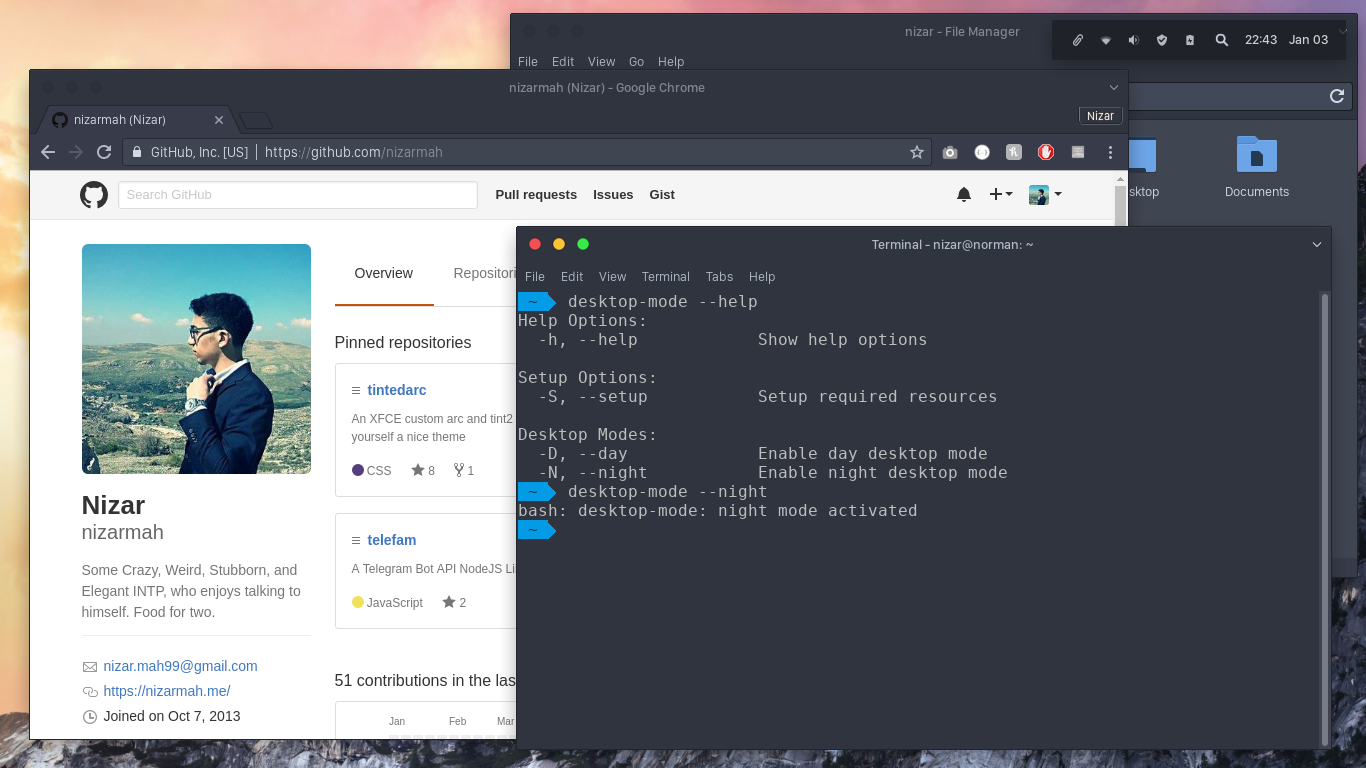 nizar - File Manager
22:43 Jan 03
File Edit View Go Help
nizarmah (Nizar) - Google Chrome
nizarmah (Nizar)
Nizar
GitHub, Inc. [US] | https://github.com/nizarmah
Documents
Search GitHub
Pull requests Issues Gist
Overview
Pinned repositories
tintedarc
An XFCE custom arc and tint2
yourself a nice theme
CSS 8 1
telefam
A Telegram Bot API NodeJS
JavaScript 2
51 contributions in the
Jan Feb Mar
Nizar
nizarmah
Some Crazy, Weird, Stubborn, and
Elegant INTP, who enjoys talking to
himself. Food for two.
nizar.mah99@gmail.com
https://nizarmah.me/
Joined on Oct 7, 2013
Terminal - nizar@norman: ~
File Edit View Terminal Tabs Help
~ desktop-mode --help
Help Options:
-h, --help Show help options
Setup Options:
-S, --setup Setup required resources
Desktop Modes:
-D, --day Enable day desktop mode
-N, --night Enable night desktop mode
~ desktop-mode --night
bash: desktop-mode: night mode activated
~